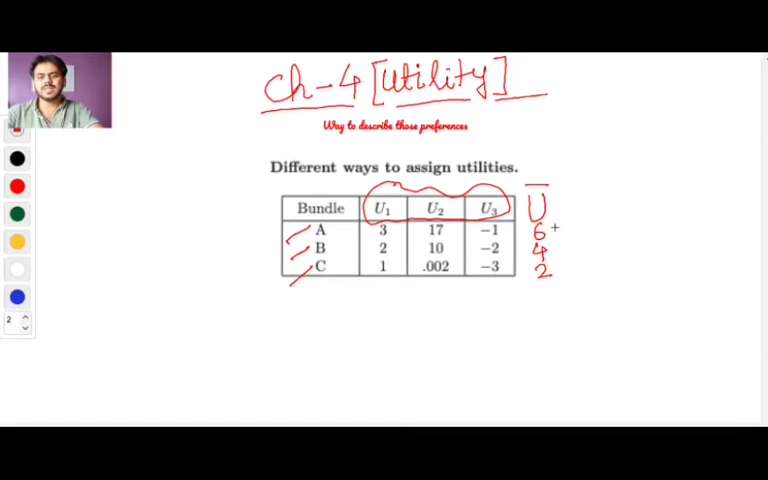 Ch-4 [Utility]
Way to describe those preferences
Different ways to assign utilities.
Bundle U1 U2 U3 U
A 3 17 −1 6
B 2 10 −2 4
C 1 .002 −3 2
2